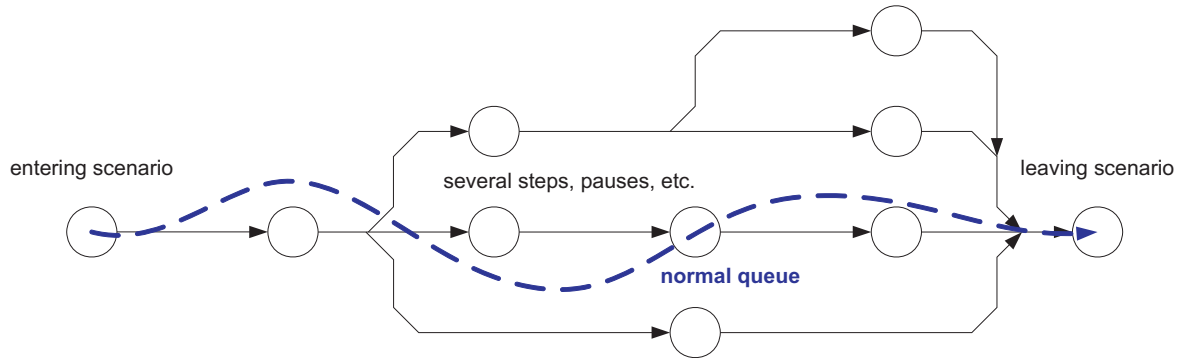 entering scenario
leaving scenario
several steps, pauses, etc.
normal queue